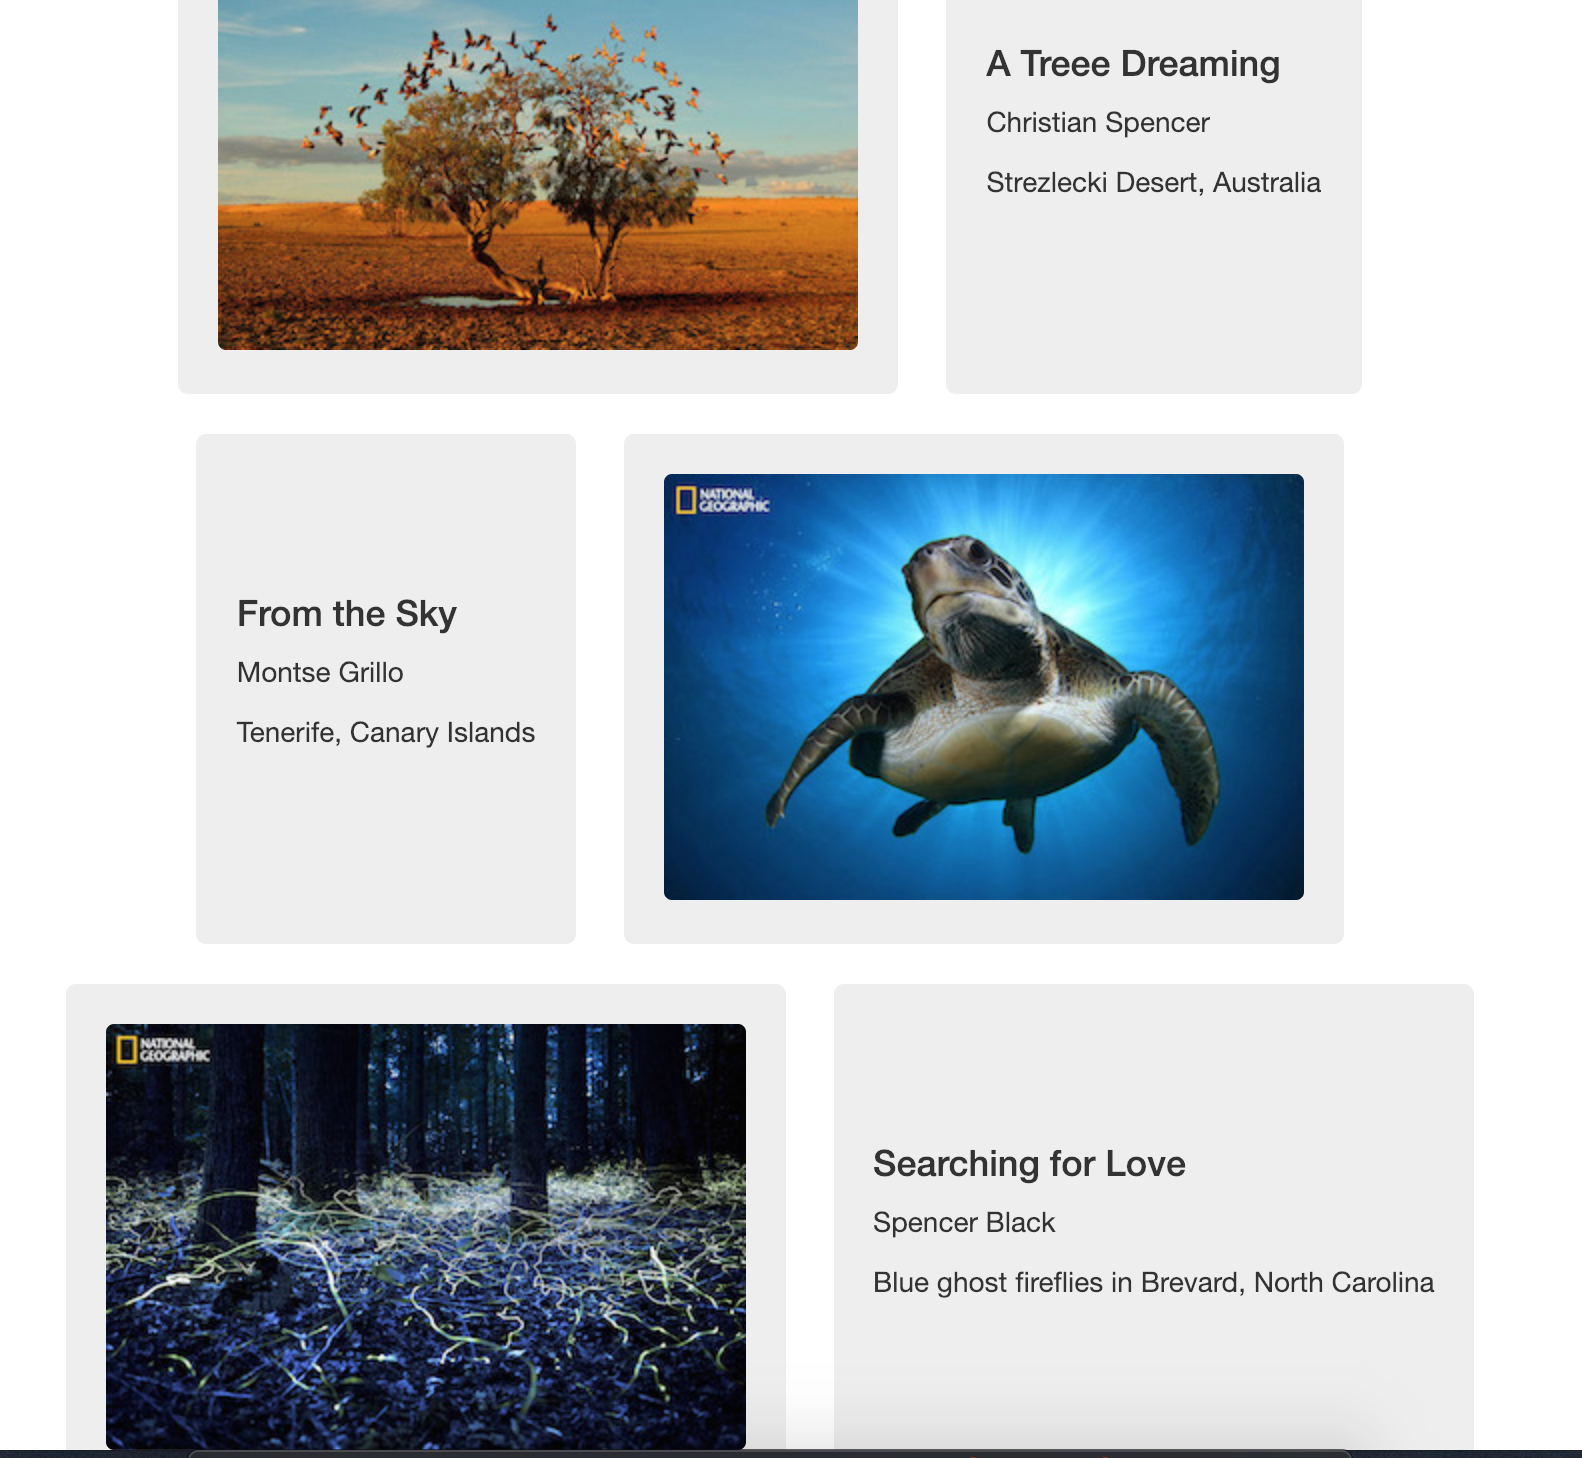 A Treee Dreaming
Christian Spencer
Strezlecki Desert, Australia
From the Sky
Montse Grillo
Tenerife, Canary Islands
NATIONAL
GEOGRAPHIC
NATIONAL
GEOGRAPHIC
Searching for Love
Spencer Black
Blue ghost fireflies in Brevard, North Carolina